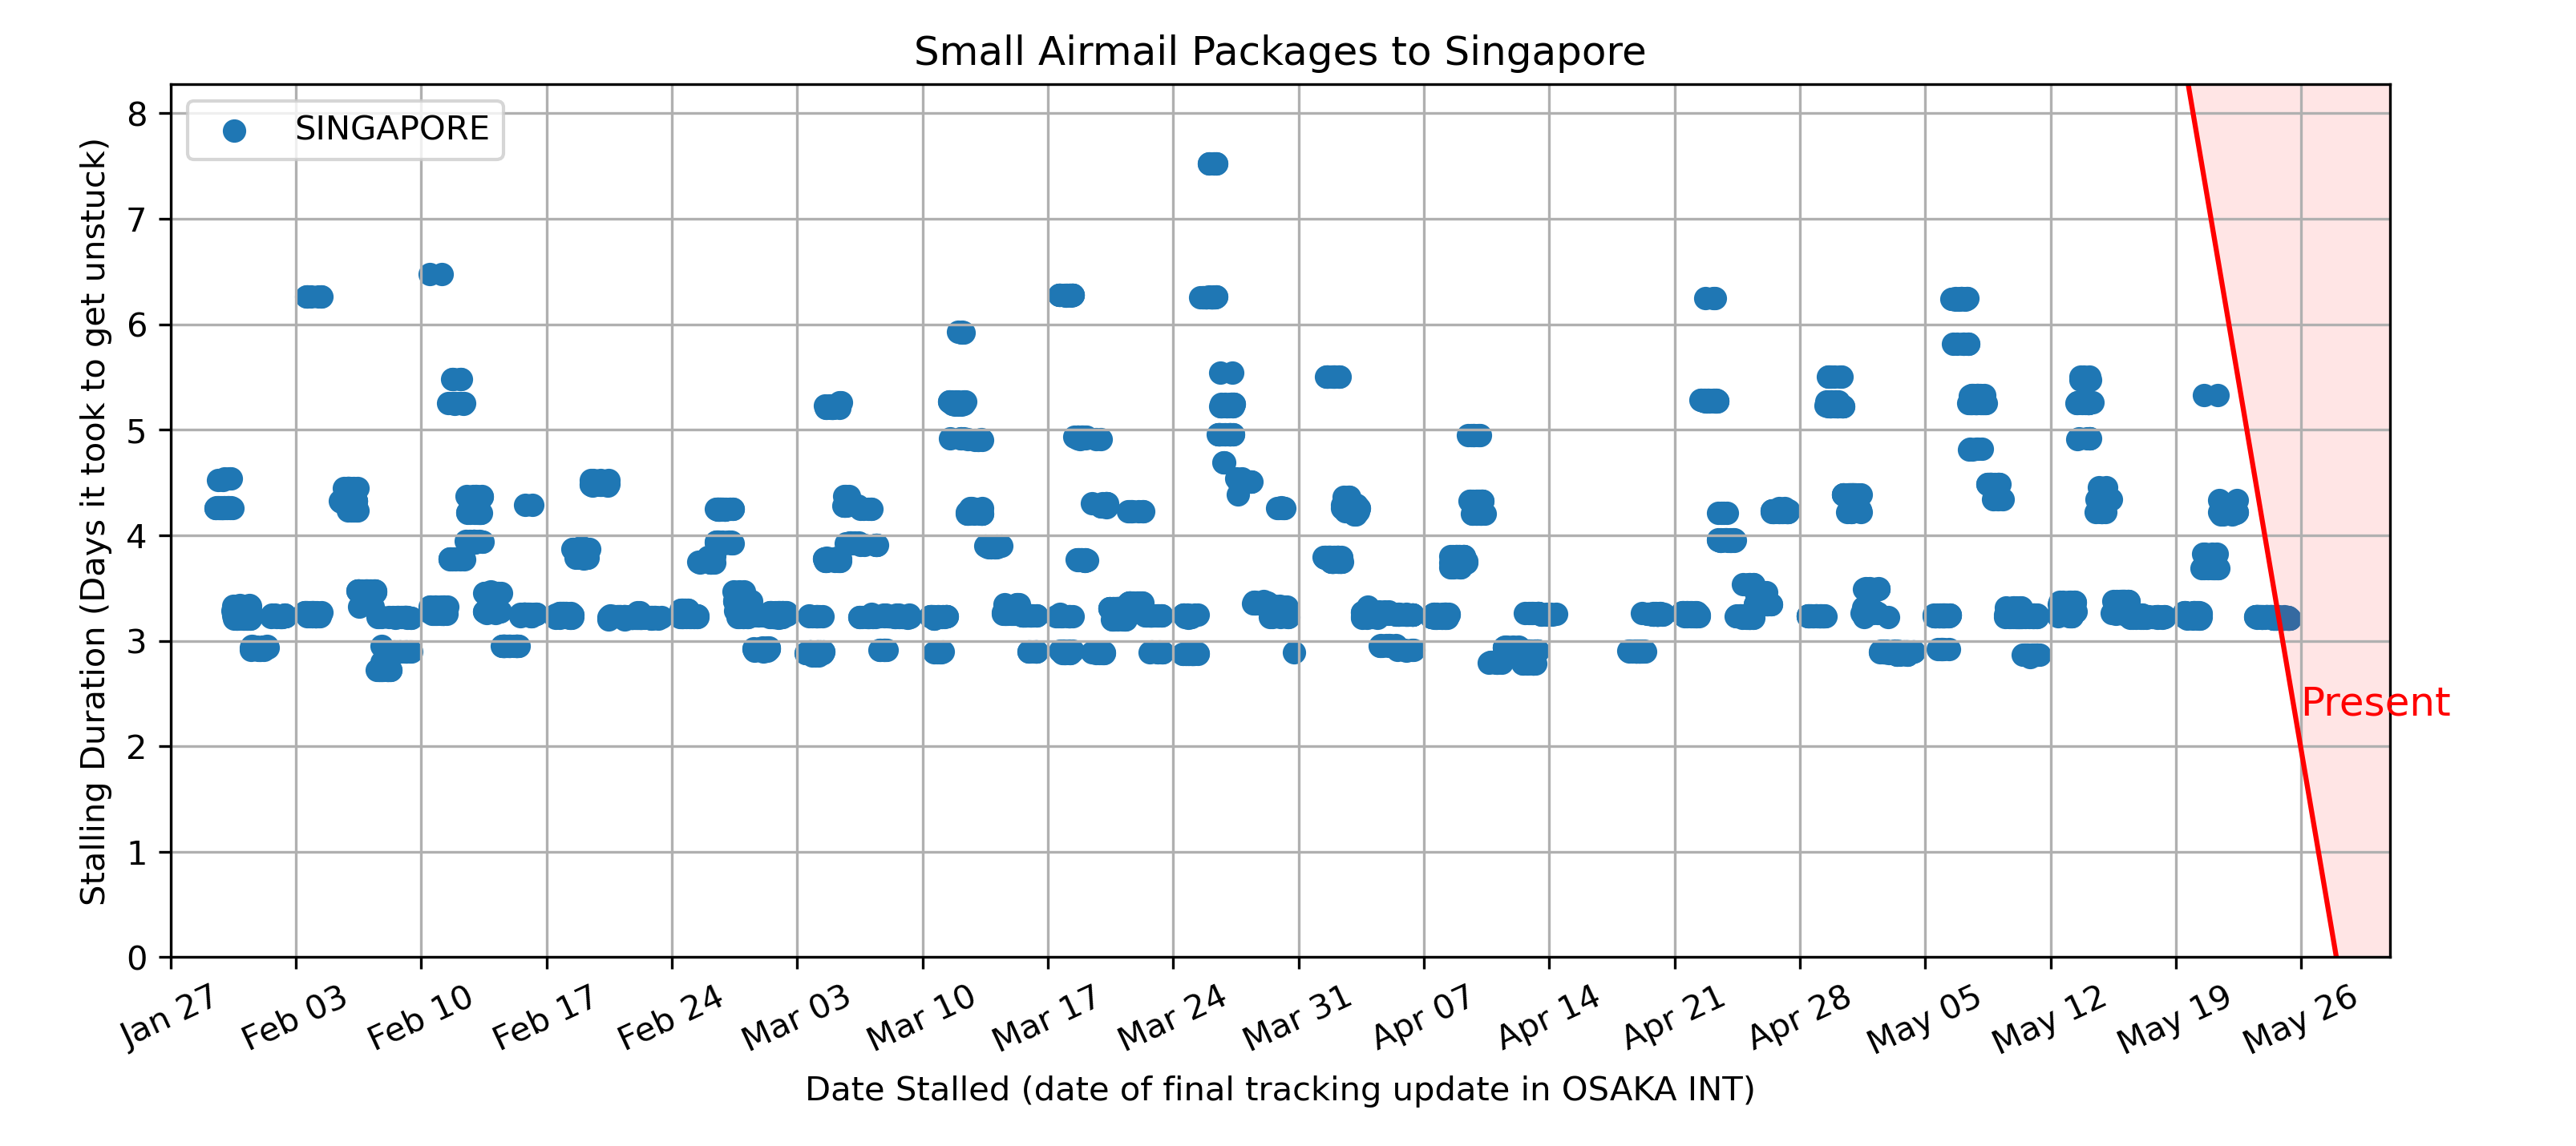 Small Airmail Packages to Singapore
SINGAPORE
Stalling Duration (Days it took to get unstuck)
8
7
6
5
4
3
2
1
0
Present
Jan 27
Feb 03
Feb 10
Feb 17
Feb 24
Mar 03
Mar 10
Mar 17
Mar 24
Mar 31
Apr 07
Apr 14
Apr 21
Apr 28
May 05
May 12
May 19
May 26
Date Stalled (date of final tracking update in OSAKA INT)